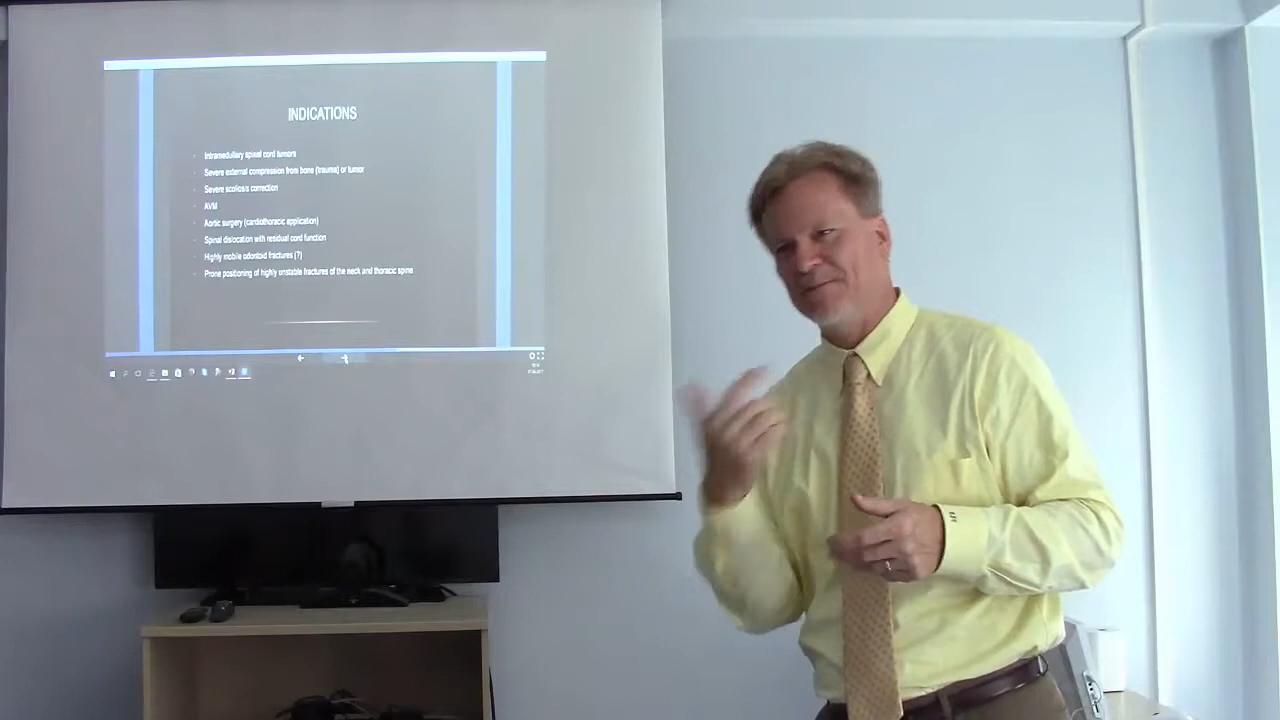 INDICATIONS
Intramedullary spinal cord tumors
Severe external compression from bone (trauma) or tumor
Severe scoliosis correction
AVM
Aortic surgery (cardiothoracic application)
Spinal dislocation with residual cord function
Highly mobile odontoid fractures (?)
Prone positioning of highly unstable fractures of the neck and thoracic spine